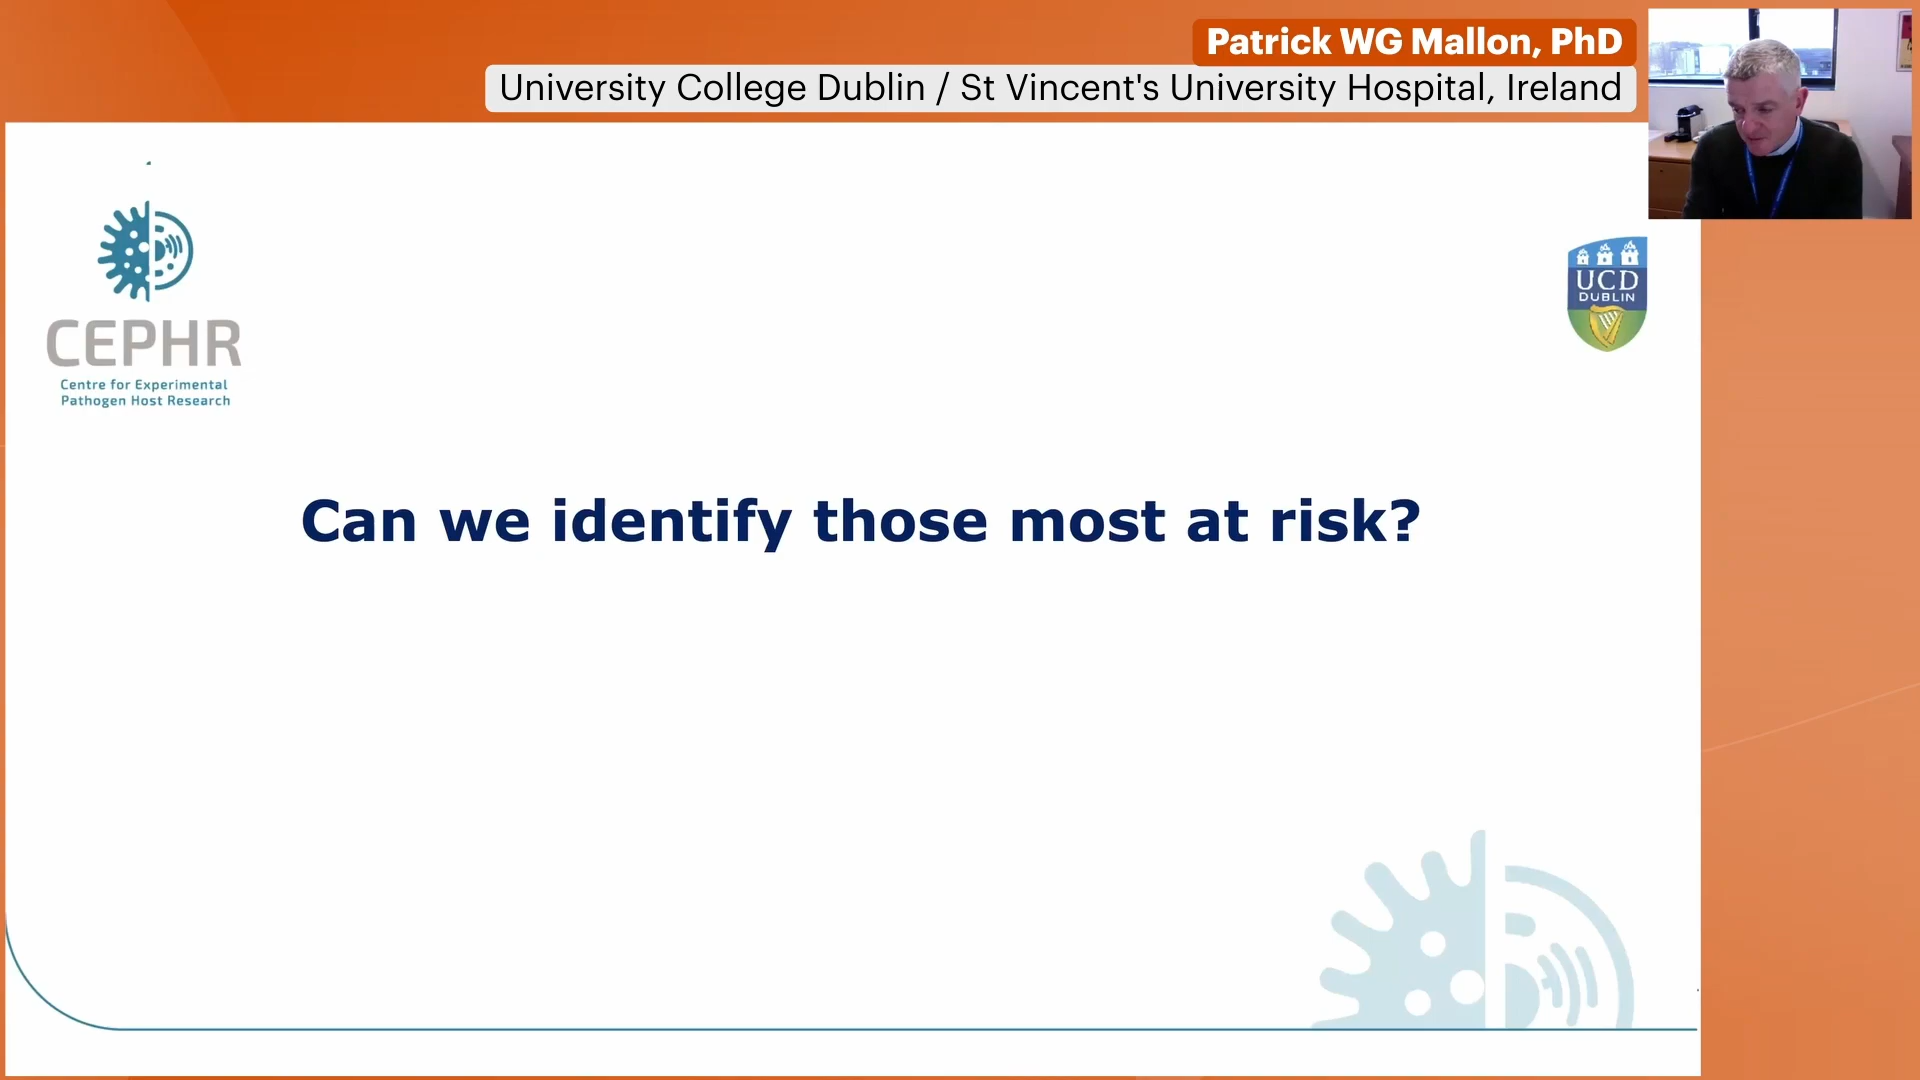 Patrick WG Mallon, PhD
University College Dublin / St Vincent's University Hospital, Ireland
CEPHR
Centre for Experimental
Pathogen Host Research
UCD
DUBLIN
Can we identify those most at risk?